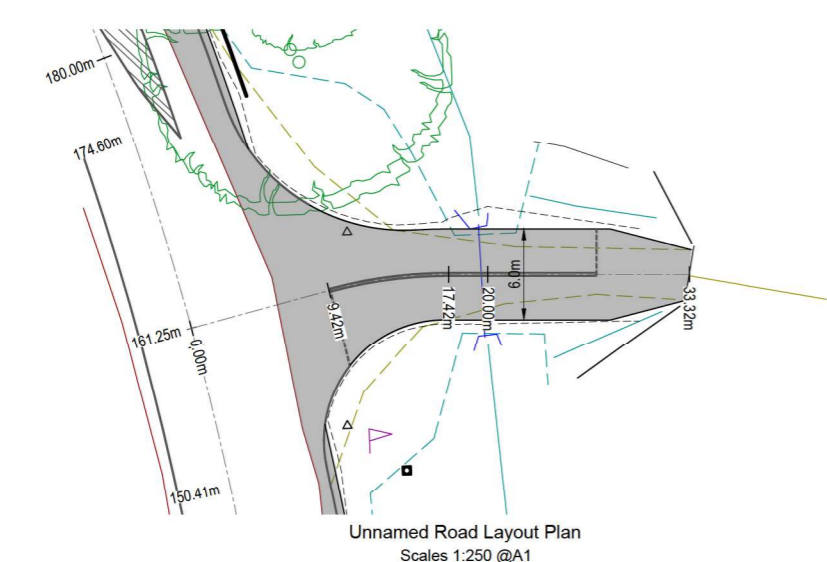 180.00m
174.60m
161.25m
0.00m
150.41m
9.42m
17.42m
20.00m
6.0m
33.32m
Unnamed Road Layout Plan
Scales 1:250 @A1